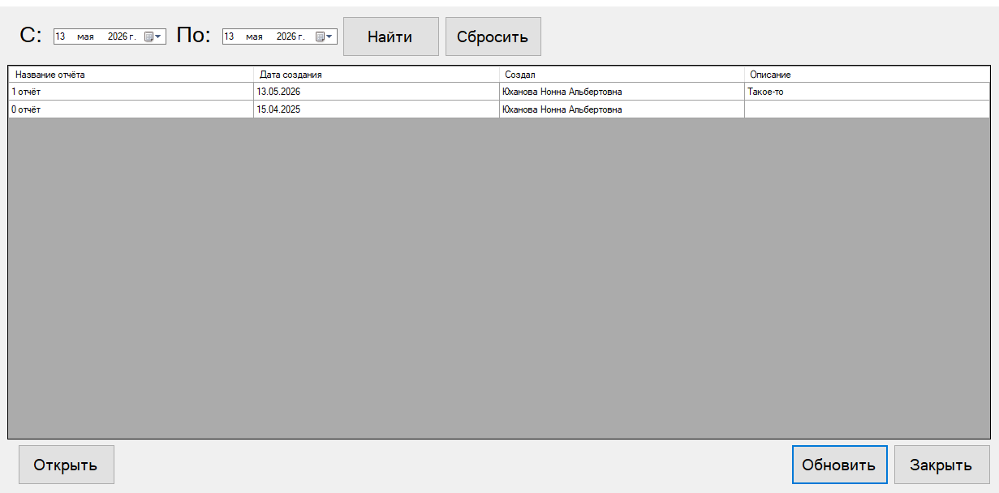 С: 13 мая 2026 г. По: 13 мая 2026 г. Найти Сбросить
Название отчёта Дата создания Создал Описание
1 отчёт 13.05.2026 Юханова Нонна Альбертовна Такое-то
0 отчёт 15.04.2025 Юханова Нонна Альбертовна
Открыть Обновить Закрыть